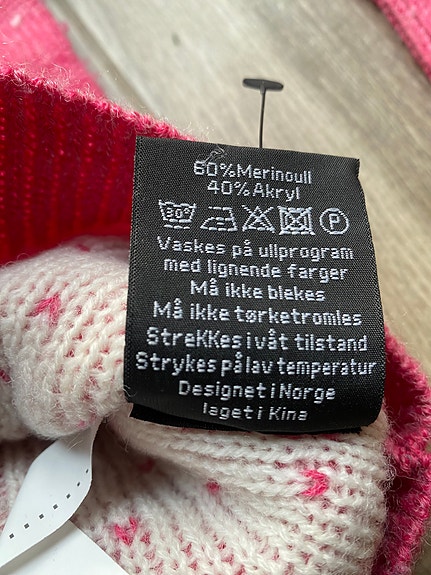 60%Merinoull
40%Akryl
30° P
Vaskes på ullprogram
med lignende farger
Må ikke blekes
Må ikke tørketromles
StreKKes i våt tilstand
Strykes på lav temperatur
Designet i Norge
laget i Kina